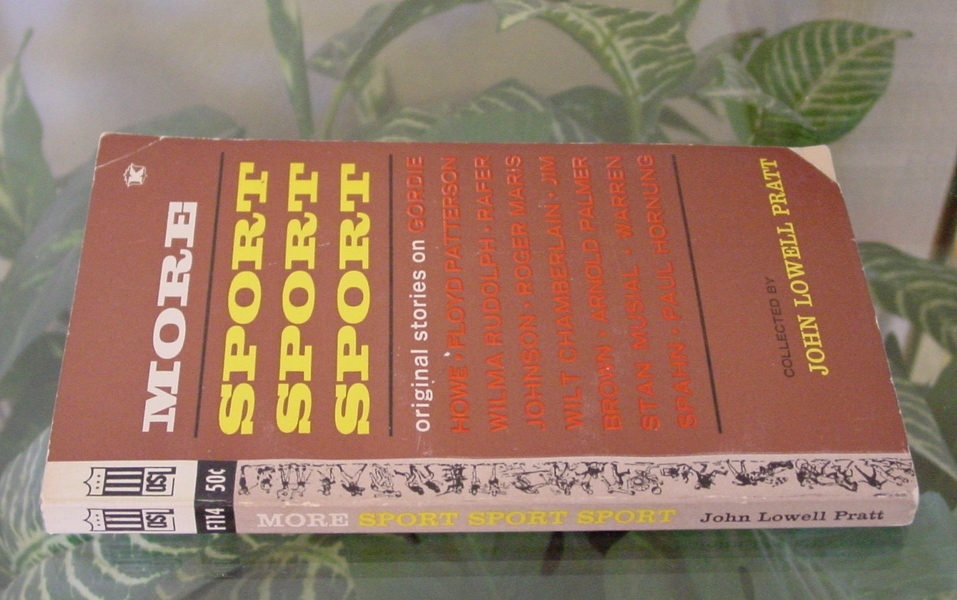 K
MORE
SPORT
SPORT
SPORT
original stories on GORDIE
HOWE · FLOYD PATTERSON
WILMA RUDOLPH · RAFER
JOHNSON · ROGER MARIS
WILT CHAMBERLAIN · JIM
BROWN · ARNOLD PALMER
STAN MUSIAL · WARREN
SPAHN · PAUL HORNUNG
COLLECTED BY
JOHN LOWELL PRATT
50¢
F114
MORE SPORT SPORT SPORT
John Lowell Pratt